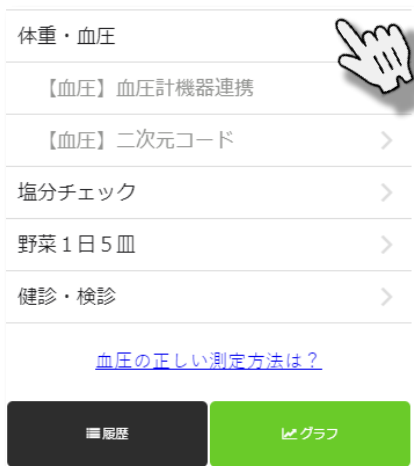 体重・血圧
【血圧】血圧計機器連携
【血圧】二次元コード
塩分チェック
野菜１日５皿
健診・検診
血圧の正しい測定方法は？
履歴
グラフ